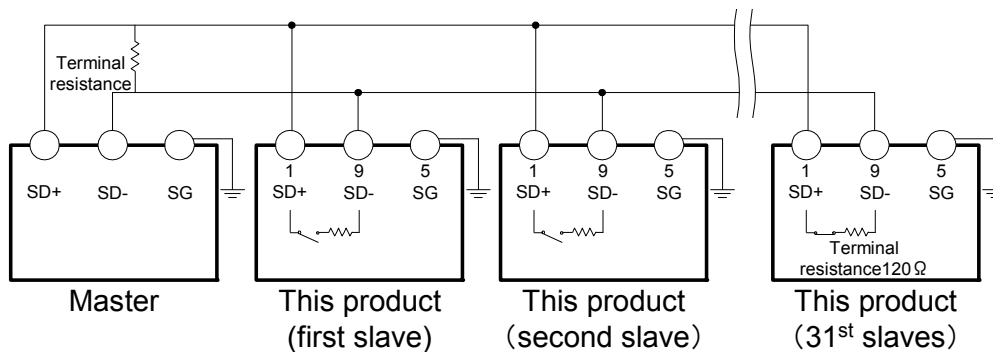 Terminal
resistance
SD+ SD- SG
1 9 5
SD+ SD- SG
1 9 5
SD+ SD- SG
1 9 5
SD+ SD- SG
Terminal
resistance120Ω
Master
This product
(first slave)
This product
（second slave）
This product
（31st slaves）